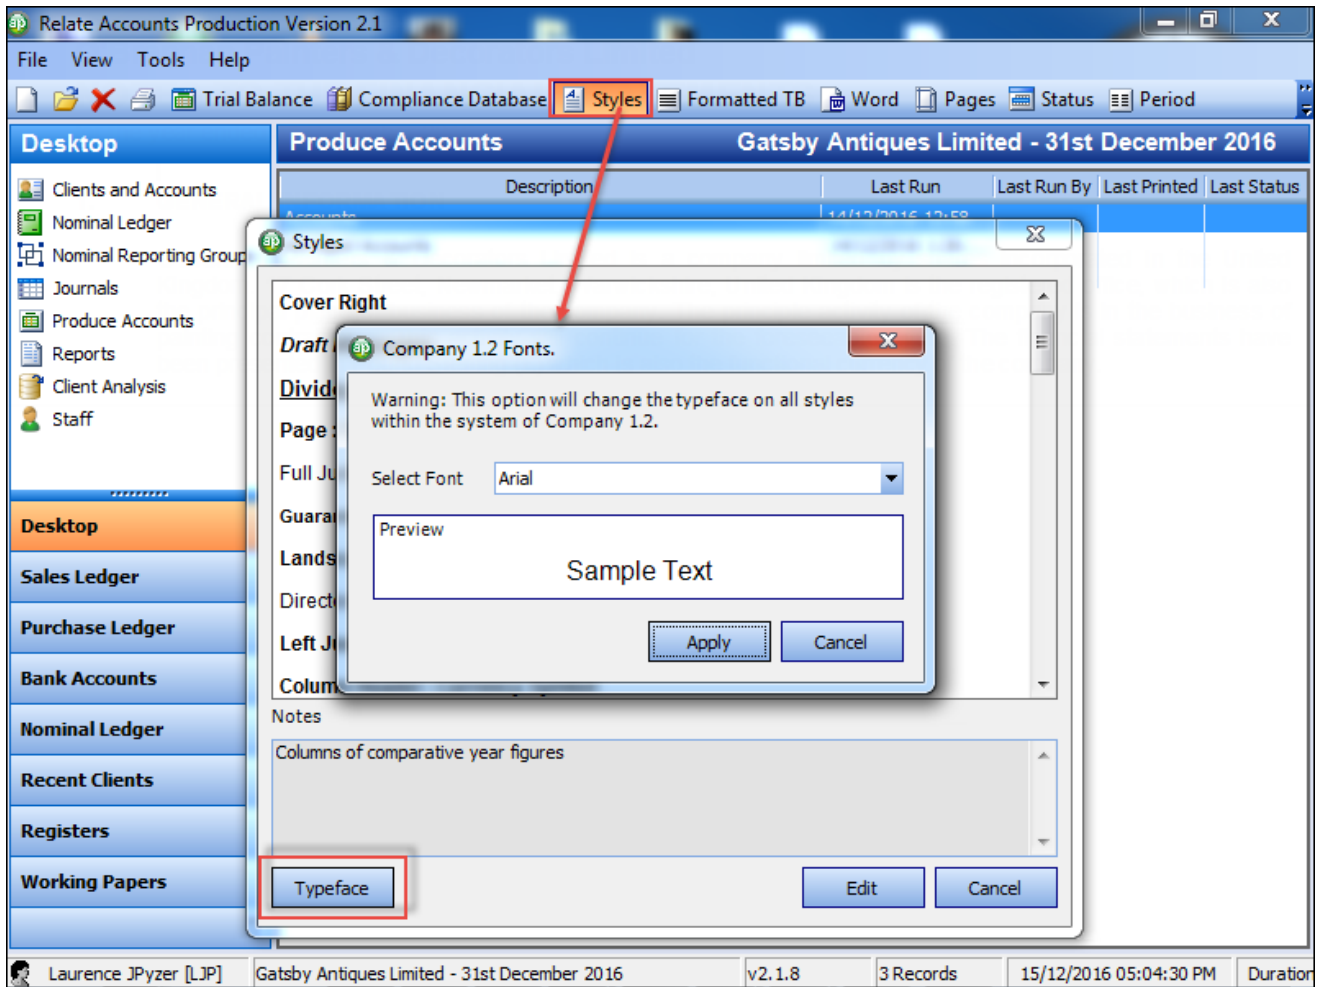 Relate Accounts Production Version 2.1
X
File View Tools Help
Trial Balance Compliance Database Styles Formatted TB Word Pages Status Period
Desktop
Produce Accounts Gatsby Antiques Limited - 31st December 2016
Description Last Run Last Run By Last Printed Last Status
Accounts 14/12/2016 12:58
Clients and Accounts
Nominal Ledger
Nominal Reporting Group
Journals
Produce Accounts
Reports
Client Analysis
Staff
Desktop
Sales Ledger
Purchase Ledger
Bank Accounts
Nominal Ledger
Recent Clients
Registers
Working Papers
Styles
Cover Right
Draft
Divid
Page :
Full Ju
Guara
Lands
Direct
Left Ju
Colum
Company 1.2 Fonts.
Warning: This option will change the typeface on all styles
within the system of Company 1.2.
Select Font Arial
Preview
Sample Text
Apply Cancel
Notes
Columns of comparative year figures
Typeface Edit Cancel
Laurence JPyzer [LJP] Gatsby Antiques Limited - 31st December 2016 v2.1.8 3 Records 15/12/2016 05:04:30 PM Duration